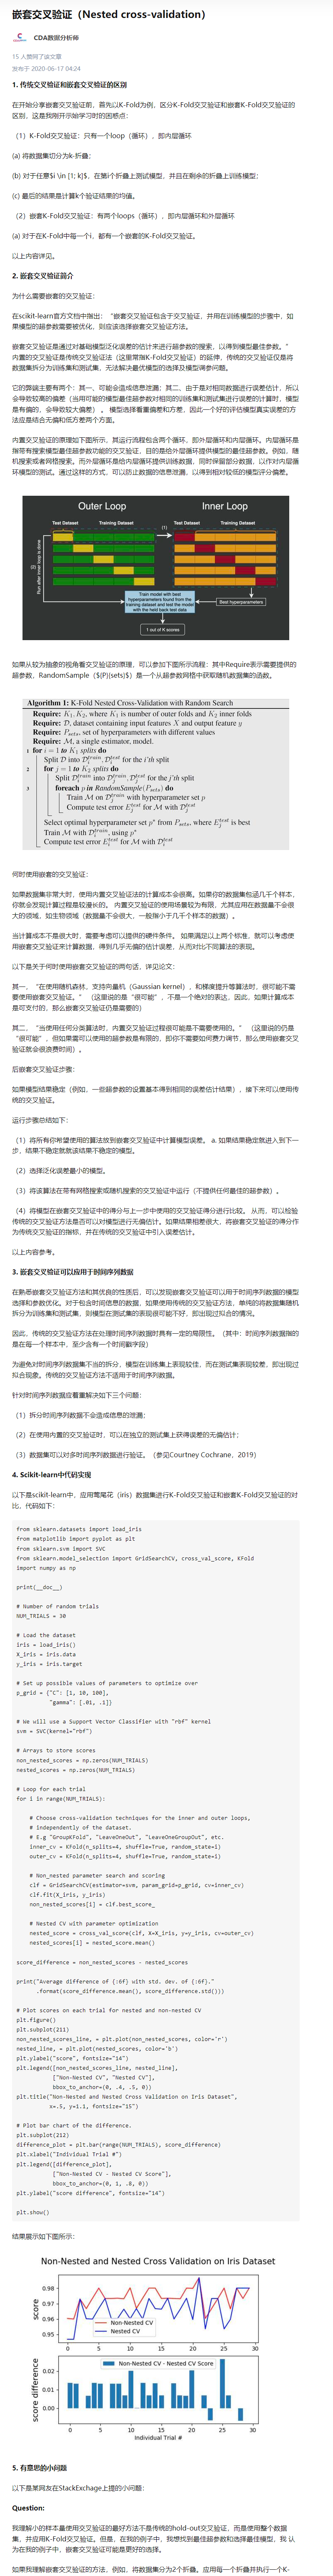 嵌套交叉验证（Nested cross-validation）
CDA数据分析师
15 人赞同了该文章
发布于 2020-06-17 04:24
1. 传统交叉验证和嵌套交叉验证的区别
在开始分享嵌套交叉验证前，首先以K-Fold为例，区分K-Fold交叉验证和嵌套K-Fold交叉验证的
区别，这是我刚开示始学习时的困惑点：
（1）K-Fold交叉验证：只有一个loop（循环），即内层循环
(a) 将数据集切分为k-折叠；
(b) 对于任意$i \in [1; k]$，在第i个折叠上测试模型，并且在剩余的折叠上训练模型；
(c) 最后的结果是计算k个验证结果的均值。
（2）嵌套K-Fold交叉验证：有两个loops（循环），即内层循环和外层循环
(a) 对于在K-Fold中每一个i，都有一个嵌套的K-Fold交叉验证。
以上内容详见。
2. 嵌套交叉验证简介
为什么需要嵌套的交叉验证：
在scikit-learn官方文档中指出：“嵌套交叉验证包含于交叉验证，并用在训练模型的步骤中，如
果模型的超参数需要被优化，则应该选择嵌套交叉验证方法。
嵌套交叉验证是通过对基础模型泛化误差的估计来进行超参数的搜索，以得到模型最佳参数。”
内置的交叉验证是传统交叉验证法（这里常指K-Fold交叉验证）的延伸，传统的交叉验证仅是将
数据集拆分为训练集和测试集，无法解决最优模型的选择及模型调参问题。
它的弊端主要有两个：其一，可能会造成信息泄漏；其二，由于是对相同数据进行误差估计，所以
会导致较高的偏差（当用可能的模型最佳超参数对相同的训练集和测试集进行误差的计算时，模型
是有偏的，会导致较大偏差）。 模型选择看重偏差和方差，因此一个好的评估模型真实误差的方
法应是结合无偏和低方差两个方面。
内置交叉验证的原理如下图所示，其运行流程包含两个循环，即外层循环和内层循环。内层循环是
指带有搜索模型最佳超参数功能的交叉验证，目的是给外层循环提供模型的最佳超参数。例如，随
机搜索或者网格搜索。而外层循环是给内层循环提供训练数据，同时保留部分数据，以作对内层循
环模型的测试。通过这样的方式，可以防止数据的信息泄漏，以得到相对较低的模型评分偏差。
Outer Loop
Inner Loop
Test Dataset
Training Dataset
(1)
Test Dataset
Training Dataset
Run after inner loop is done
(2)
Train model with best
hyperparameters found from the
training dataset and test the model
with the held back test data
Best hyperparameters
1 out of K scores
如果从较为抽象的视角看交叉验证的原理，可以参加下图所示流程：其中Require表示需要提供的
超参数，RandomSample（${P}{sets}$）是一个从超参数网格中获取随机数据集的函数。
Algorithm 1: K-Fold Nested Cross-Validation with Random Search
Require: K₁, K₂, where K₁ is number of outer folds and K₂ inner folds
Require: D, dataset containing input features X and output feature y
Require: P_sets, set of hyperparameters with different values
Require: M, a single estimator, model.
1 for i = 1 to K₁ splits do
Split D into D_i^train, D_i^test for the i'th split
2 for j = 1 to K₂ splits do
Split D_i^train into D_j^train, D_j^test for the j'th split
3 foreach p in RandomSample(P_sets) do
Train M on D_j^train with hyperparameter set p
Compute test error E_j^test for M with D_j^test
Select optimal hyperparameter set p* from P_sets, where E_j^test is best
Train M with D_i^train, using p*
Compute test error E_i^test for M with D_i^test
何时用嵌套的交叉验证：
如果数据集非常大时，使用内置交叉验证法法的计算成本会很高。如果你的数据集包涵几千个样本，
你就会发现计算过程是较漫长的。 内置交叉验证的使用场景较为有限，尤其应用在数据量不会很
大的领域，如生物领域（数据量不会很大，一般指小于几千个样本的数据）。
当计算成本不是很大时，需要考虑可以提供的硬件条件。 如果满足以上两个标准，就可以考虑使
用嵌套交叉验证来计算数据，得到几乎无偏的估计误差，从而对比不同算法的表现。
以下是关于何时使用嵌套交叉验证的两句话，详见论文：
其一，“在使用随机森林，支持向量机（Gaussian kernel），和梯度提升等算法时，很可能不需
要使用嵌套交叉验证。”（这里说的是“很可能”，不是一个绝对的表达，因此，如果计算成本
是可支付的，那么嵌套交叉验证仍是需要的）
其二：“当使用任何分类算法时，内置交叉验证过程很可能是不需要使用的。”（这里说的仍是
“很可能”，但如果需可以使用的超参数是有限的，即你不需要如何费力调节，那么使用嵌套交叉
验证就会很浪费时间）。
后嵌套交叉验证步骤：
如果模型结果稳定（例如，一些超参数的设置基本得到相同的误差估计结果），接下来可以使用传
统的交叉验证。
运行步骤总结如下：
（1）将所有你希望使用的算法放到嵌套交叉验证中计算模型误差。 a. 如果结果稳定就进入到下一
步，结果不稳定就就该结果不稳定的模型。
（2）选择泛化误差最小的模型。
（3）将该算法在带有网格搜索或随机搜索的交叉验证中运行（不提供任何最佳的超参数）。
（4）将模型在嵌套交叉验证中的得分与上一步中使用的交叉验证得分进行比较。 从而，可以检验
传统的交叉验证方法是否可以对模型进行无偏估计。如果结果相差很大，将嵌套交叉验证的得分作
为传统交叉验证的指标，并在传统的交叉验证中引入误差估计。
以上内容参考。
3. 嵌套交叉验证可以应用于时间序列数据
在熟悉嵌套交叉验证方法和其优良的性质后，可以发现嵌套交叉验证可以用于时间序列数据的模型
选择和参数优化。对于包含时间信息的数据，如果使用传统的交叉验证方法，单纯的将数据集随机
拆分为训练集和测试集，则模型在测试集的表现很可能不好，即出现过拟合的情况。
因此，传统的交叉验证方法在处理时间序列数据时具有一定的局限性。（其中：时间序列数据指的
是在每一个样本中，至少含有一个时间戳字段）
为避免对时间序列数据集不当的拆分，模型在训练集上表现较佳，而在测试集表现较差，即出现过
拟合现象。传统的交叉验证方法不适用于时间序列数据。
针对时间序列数据应着重解决如下三个问题：
（1）拆分时间序列数据不会造成信息的泄漏；
（2）在使用内置的交叉验证时，可以在独立的测试集上获得误差的无偏估计；
（3）数据集可以对多时间序列数据进行验证。（参见Courtney Cochrane，2019）
4. Scikit-learn中代码实现
以下是scikit-learn中，应用鸢尾花（iris）数据集进行K-Fold交叉验证和嵌套K-Fold交叉验证的对
比，代码如下：
from sklearn.datasets import load_iris
from matplotlib import pyplot as plt
from sklearn.svm import SVC
from sklearn.model_selection import GridSearchCV, cross_val_score, KFold
import numpy as np
print(__doc__)
# Number of random trials
NUM_TRIALS = 30
# Load the dataset
iris = load_iris()
X_iris = iris.data
y_iris = iris.target
# Set up possible values of parameters to optimize over
p_grid = {"C": [1, 10, 100],
"gamma": [.01, .1]}
# We will use a Support Vector Classifier with "rbf" kernel
svm = SVC(kernel="rbf")
# Arrays to store scores
non_nested_scores = np.zeros(NUM_TRIALS)
nested_scores = np.zeros(NUM_TRIALS)
# Loop for each trial
for i in range(NUM_TRIALS):
# Choose cross-validation techniques for the inner and outer loops,
# independently of the dataset.
# E.g "GroupKFold", "LeaveOneOut", "LeaveOneGroupOut", etc.
inner_cv = KFold(n_splits=4, shuffle=True, random_state=i)
outer_cv = KFold(n_splits=4, shuffle=True, random_state=i)
# Non_nested parameter search and scoring
clf = GridSearchCV(estimator=svm, param_grid=p_grid, cv=inner_cv)
clf.fit(X_iris, y_iris)
non_nested_scores[i] = clf.best_score_
# Nested CV with parameter optimization
nested_score = cross_val_score(clf, X=X_iris, y=y_iris, cv=outer_cv)
nested_scores[i] = nested_score.mean()
score_difference = non_nested_scores - nested_scores
print("Average difference of {:6f} with std. dev. of {:6f}."
.format(score_difference.mean(), score_difference.std()))
# Plot scores on each trial for nested and non-nested CV
plt.figure()
plt.subplot(211)
non_nested_scores_line, = plt.plot(non_nested_scores, color='r')
nested_line, = plt.plot(nested_scores, color='b')
plt.ylabel("score", fontsize="14")
plt.legend([non_nested_scores_line, nested_line],
["Non-Nested CV", "Nested CV"],
bbox_to_anchor=(0, .4, .5, 0))
plt.title("Non-Nested and Nested Cross Validation on Iris Dataset",
x=.5, y=1.1, fontsize="15")
# Plot bar chart of the difference.
plt.subplot(212)
difference_plot = plt.bar(range(NUM_TRIALS), score_difference)
plt.xlabel("Individual Trial #")
plt.legend([difference_plot],
["Non-Nested CV - Nested CV Score"],
bbox_to_anchor=(0, 1, .8, 0))
plt.ylabel("score difference", fontsize="14")
plt.show()
结果展示如下图所示：
Non-Nested and Nested Cross Validation on Iris Dataset
score
0.98
0.97
0.96
0.95
Non-Nested CV
Nested CV
0 5 10 15 20 25 30
score difference
0.02
0.01
0.00
Non-Nested CV - Nested CV Score
0 5 10 15 20 25 30
Individual Trial #
5. 有意思的小问题
以下是某网友在StackExchage上提的小问题：
Question:
我理解小的样本最使用交叉验证的最好方法不是传统的hold-out交叉验证，而是使用整个数据
集，并应用K-Fold交叉验证。但是，在我的例子中，我想找到最佳超参数和选择最佳模型，我 认
为在我的例子中，嵌套交叉验证可能是更好的选择。
如果我理解嵌套交叉验证的方法，例如，将数据集分为2个折叠。应用每一个折叠并执行一个K-